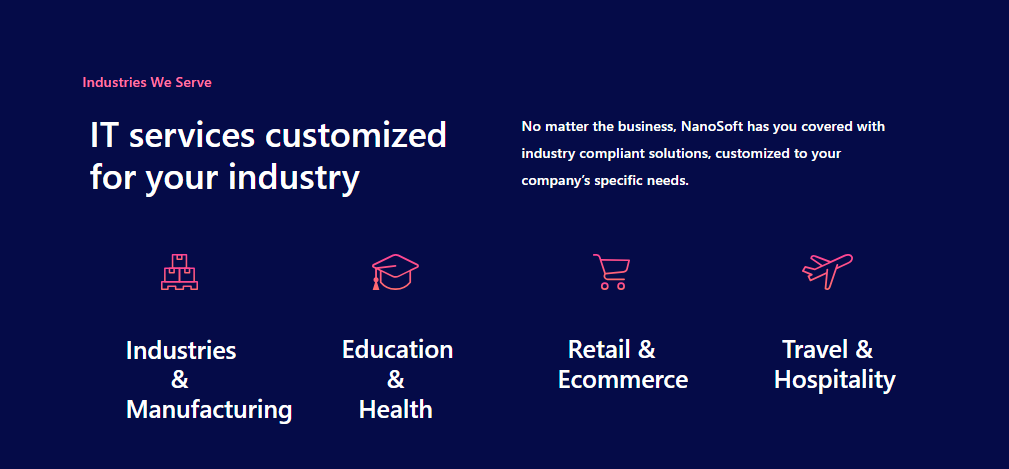 Industries We Serve
IT services customized
for your industry
No matter the business, NanoSoft has you covered with
industry compliant solutions, customized to your
company’s specific needs.
Industries
&
Manufacturing
Education
&
Health
Retail &
Ecommerce
Travel &
Hospitality